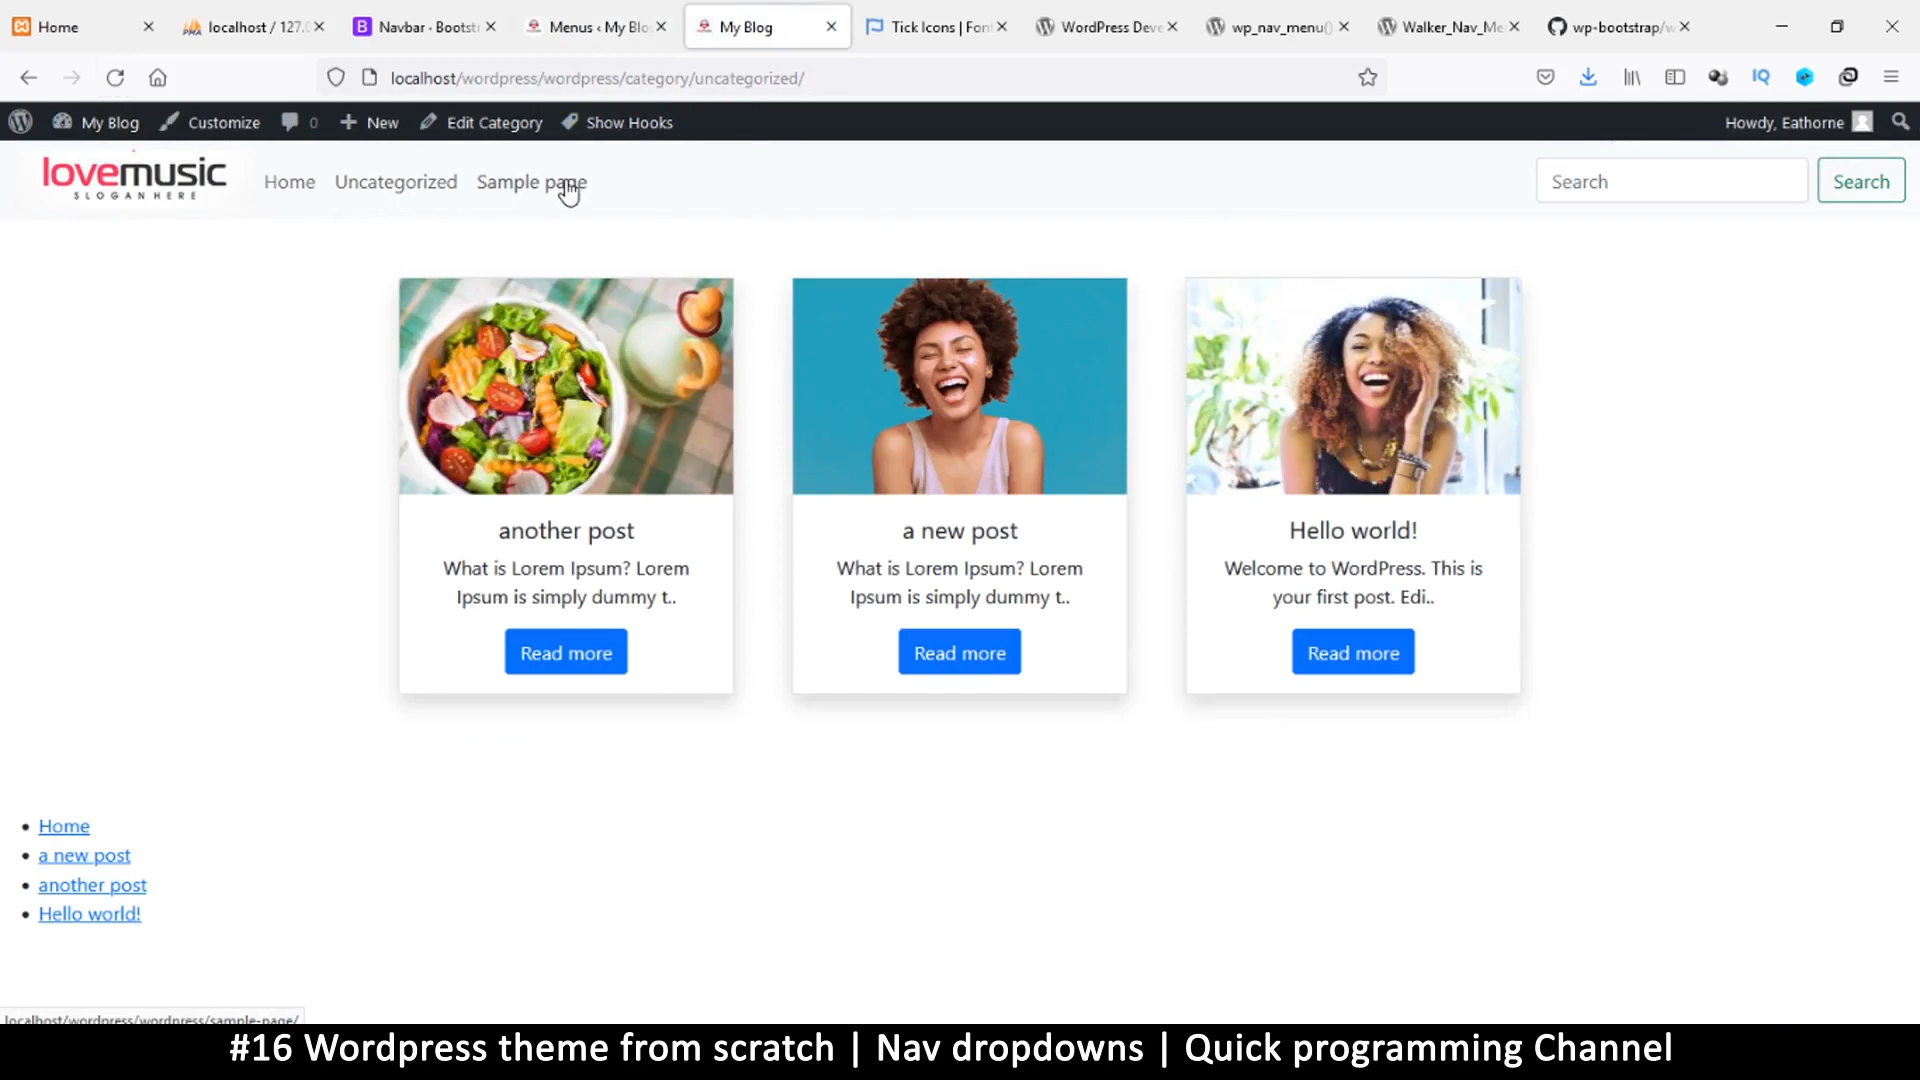 Home
localhost / 127.0
Navbar · Bootst
Menus ‹ My Blo
My Blog
Tick Icons | Font
WordPress Deve
wp_nav_menu()
Walker_Nav_Me
wp-bootstrap/w
localhost/wordpress/wordpress/category/uncategorized/
IQ
My Blog
Customize
0
New
Edit Category
Show Hooks
Howdy, Eathorne
lovemusic
SLOGAN HERE
Home
Uncategorized
Sample page
Search
Search
another post
What is Lorem Ipsum? Lorem
Ipsum is simply dummy t..
Read more
a new post
What is Lorem Ipsum? Lorem
Ipsum is simply dummy t..
Read more
Hello world!
Welcome to WordPress. This is
your first post. Edi..
Read more
Home
a new post
another post
Hello world!
localhost/wordpress/wordpress/sample-page/
#16 Wordpress theme from scratch | Nav dropdowns | Quick programming Channel